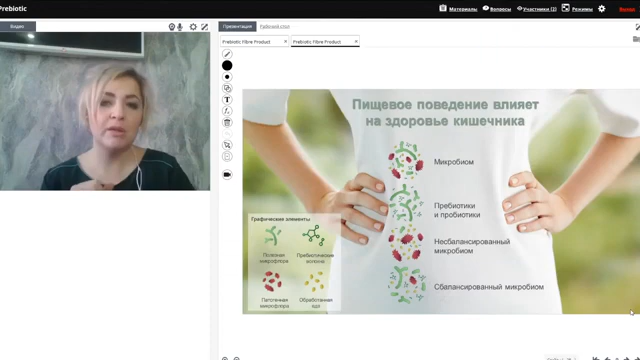 Prebiotic
Материалы
Вопросы
Участники (2)
Режимы
Выход
Видео
Презентация
Рабочий стол
Prebiotic Fibre Product
Prebiotic Fibre Product
Пищевое поведение влияет
на здоровье кишечника
Микробиом
Пребиотики
и пробиотики
Несбалансированный
микробиом
Сбалансированный микробиом
Графические элементы
Полезная
микрофлора
Пребиотические
волокна
Патогенная
микрофлора
Обработанная
еда